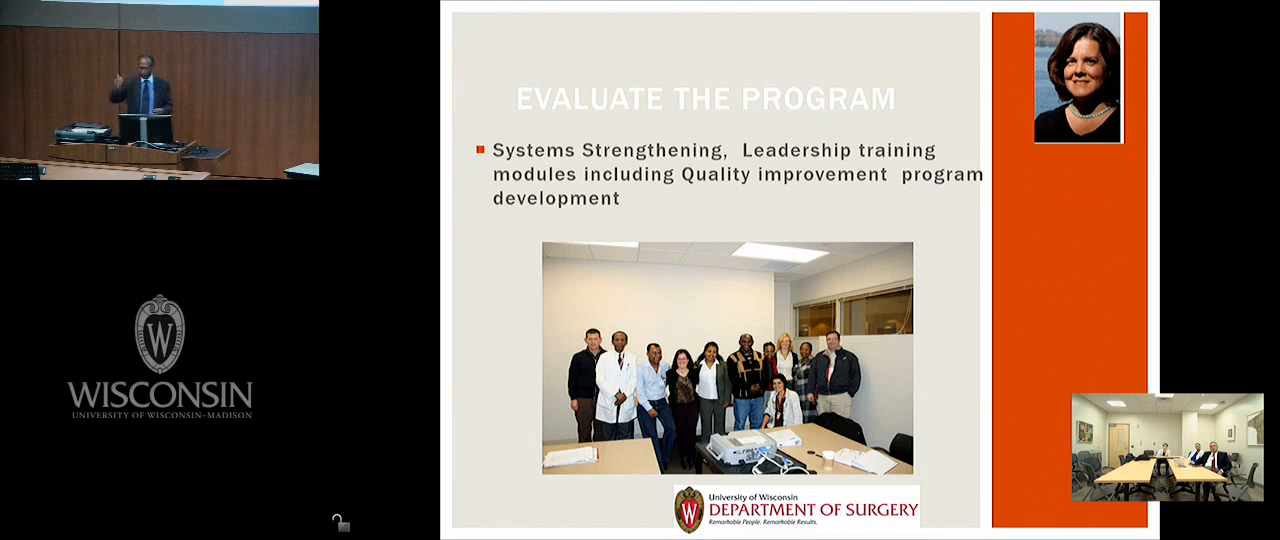 EVALUATE THE PROGRAM
Systems Strengthening, Leadership training
modules including Quality improvement program
development
W
WISCONSIN
UNIVERSITY OF WISCONSIN–MADISON
W
University of Wisconsin
DEPARTMENT OF SURGERY
Remarkable People. Remarkable Results.